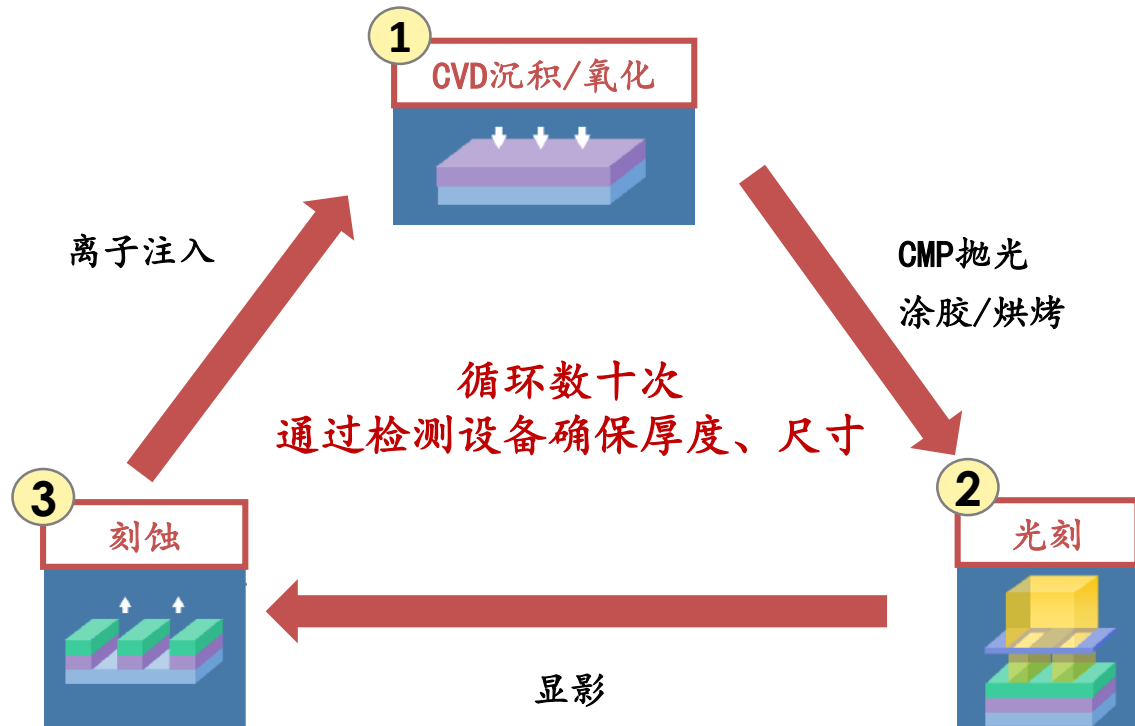 1
CVD沉积/氧化
离子注入
CMP抛光
涂胶/烘烤
循环数十次
通过检测设备确保厚度、尺寸
3
刻蚀
2
光刻
显影